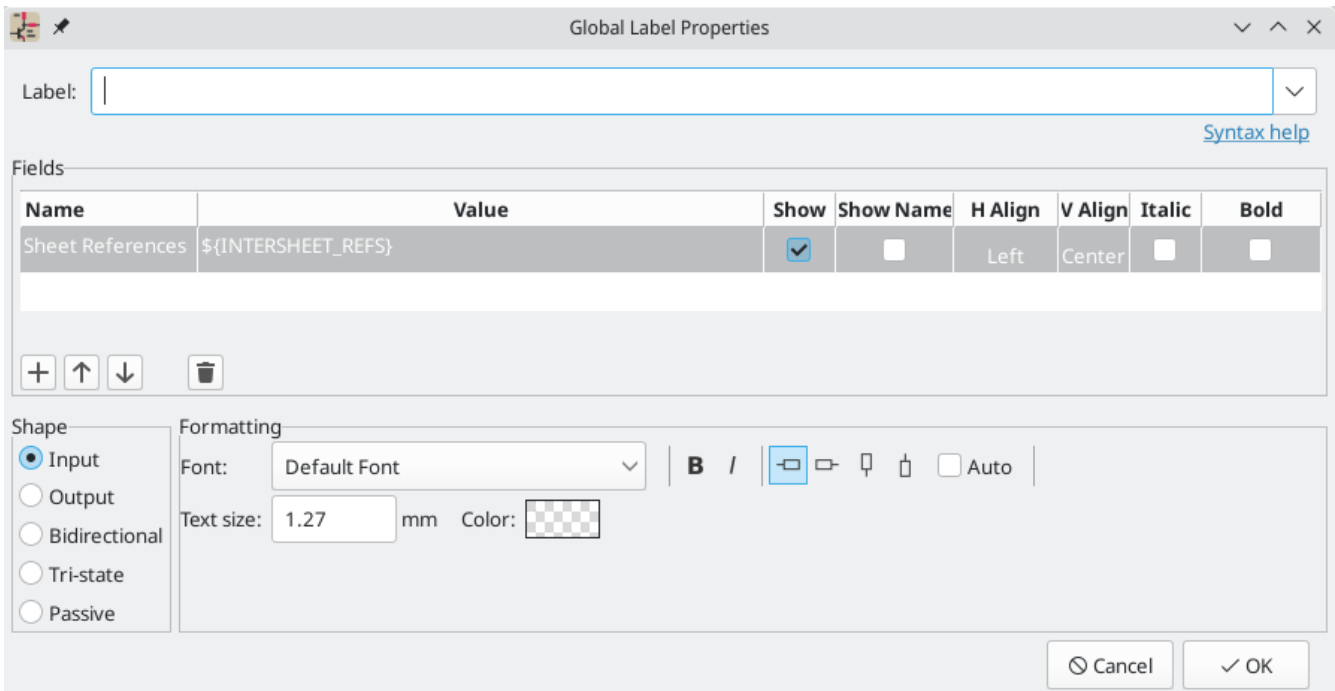 Global Label Properties
Label:
Syntax help
Fields
Name Value Show Show Name H Align V Align Italic Bold
Sheet References ${INTERSHEET_REFS} Left Center
Shape
Formatting
Input
Font: Default Font B I Auto
Output
Text size: 1.27 mm Color:
Bidirectional
Tri-state
Passive
Cancel OK